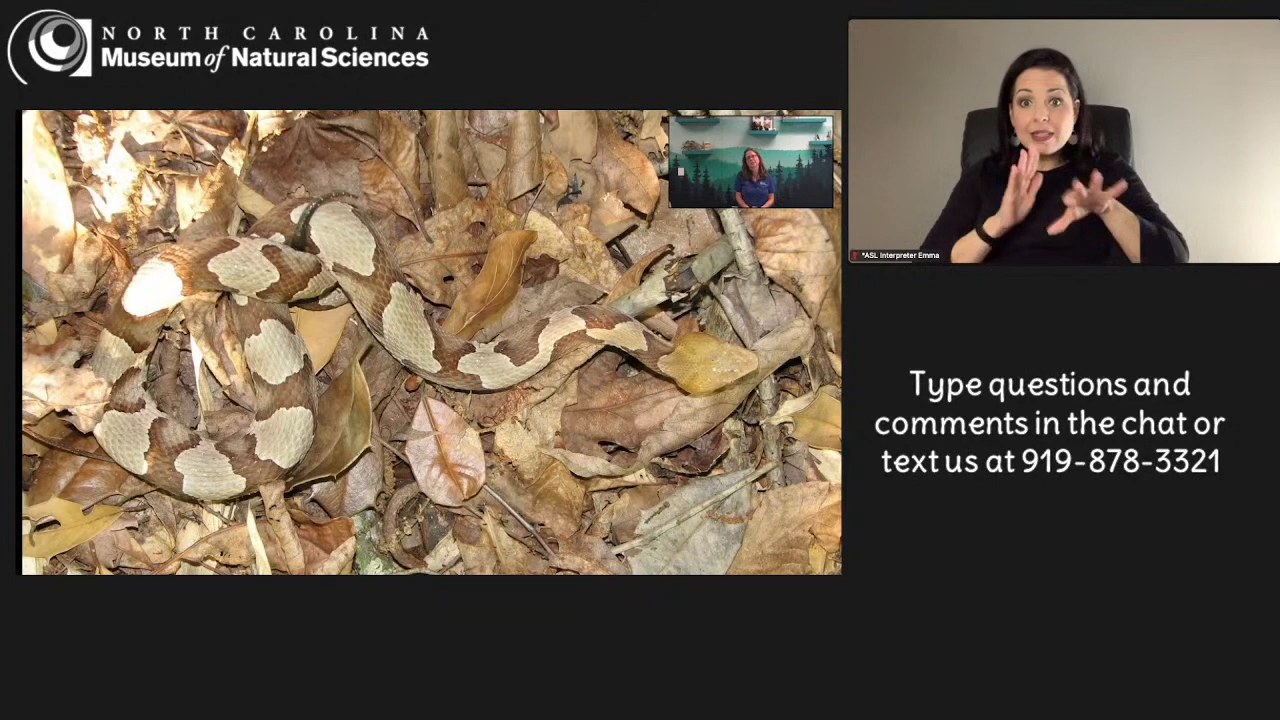 NORTH CAROLINA
Museum of Natural Sciences
*ASL Interpreter Emma
Type questions and
comments in the chat or
text us at 919-878-3321